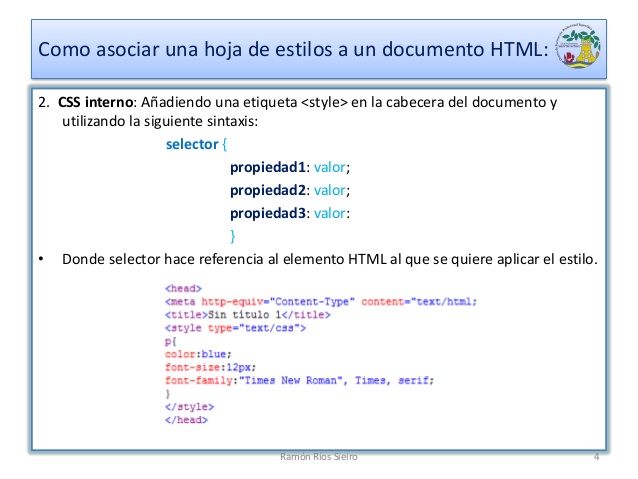 Como asociar una hoja de estilos a un documento HTML:
2. CSS interno: Añadiendo una etiqueta <style> en la cabecera del documento y
utilizando la siguiente sintaxis:
selector {
propiedad1: valor;
propiedad2: valor;
propiedad3: valor:
}
• Donde selector hace referencia al elemento HTML al que se quiere aplicar el estilo.
<head>
<meta http-equiv="Content-Type" content="text/html;
<title>Sin título 1</title>
<style type="text/css">
p{
color:blue;
font-size:12px;
font-family:"Times New Roman", Times, serif;
}
</style>
</head>
Ramón Rios Sieiro
4